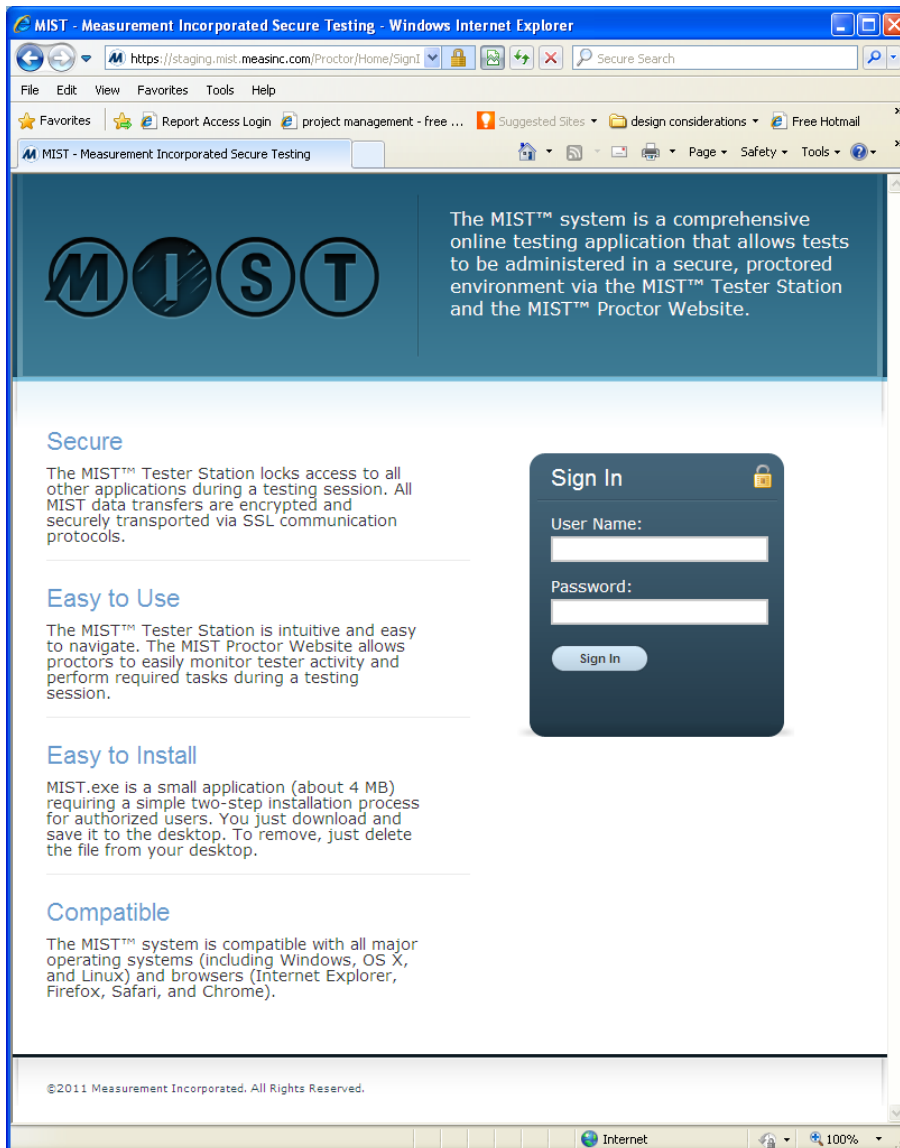 MIST - Measurement Incorporated Secure Testing - Windows Internet Explorer
https://staging.mist.measinc.com/Proctor/Home/SignI
Secure Search
File Edit View Favorites Tools Help
Favorites Report Access Login project management - free ... Suggested Sites design considerations Free Hotmail »
MIST - Measurement Incorporated Secure Testing Page Safety Tools »
MIST
The MIST™ system is a comprehensive
online testing application that allows tests
to be administered in a secure, proctored
environment via the MIST™ Tester Station
and the MIST™ Proctor Website.
Secure
The MIST™ Tester Station locks access to all
other applications during a testing session. All
MIST data transfers are encrypted and
securely transported via SSL communication
protocols.
Easy to Use
The MIST™ Tester Station is intuitive and easy
to navigate. The MIST Proctor Website allows
proctors to easily monitor tester activity and
perform required tasks during a testing
session.
Easy to Install
MIST.exe is a small application (about 4 MB)
requiring a simple two-step installation process
for authorized users. You just download and
save it to the desktop. To remove, just delete
the file from your desktop.
Compatible
The MIST™ system is compatible with all major
operating systems (including Windows, OS X,
and Linux) and browsers (Internet Explorer,
Firefox, Safari, and Chrome).
Sign In
User Name:
Password:
Sign In
©2011 Measurement Incorporated. All Rights Reserved.
Internet 100%